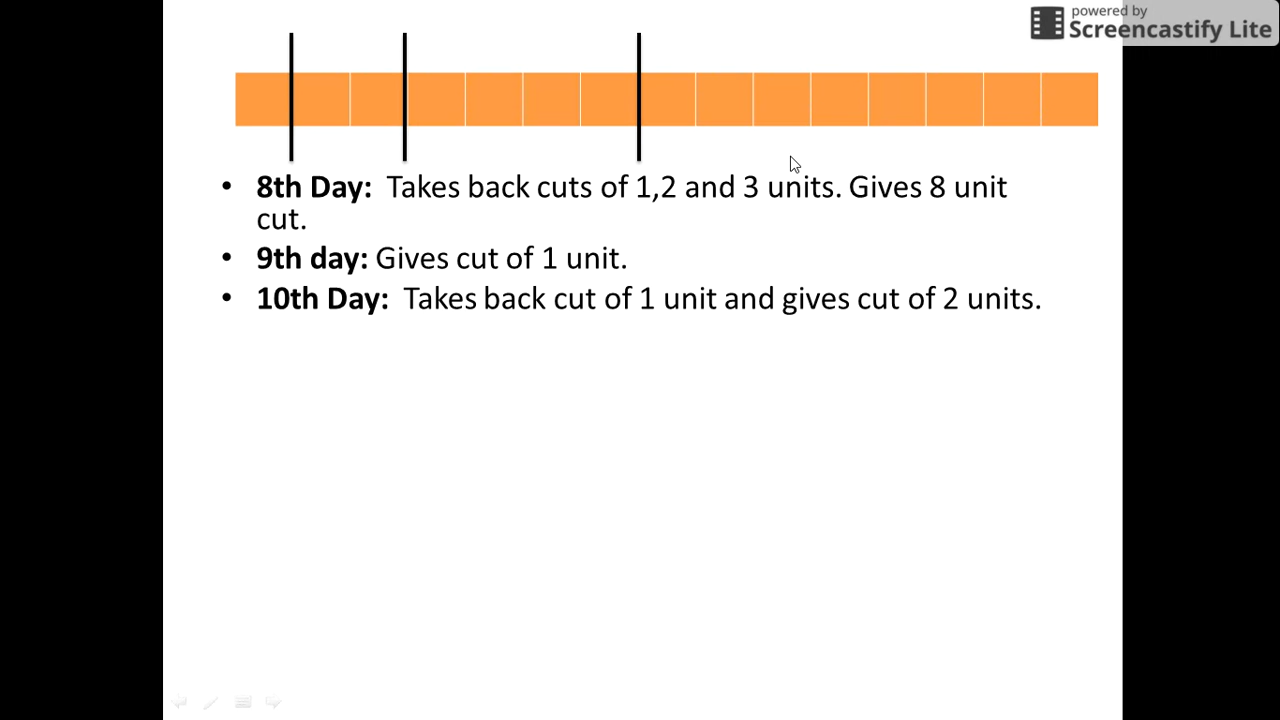 powered by
Screencastify Lite
• 8th Day: Takes back cuts of 1,2 and 3 units. Gives 8 unit
cut.
• 9th day: Gives cut of 1 unit.
• 10th Day: Takes back cut of 1 unit and gives cut of 2 units.